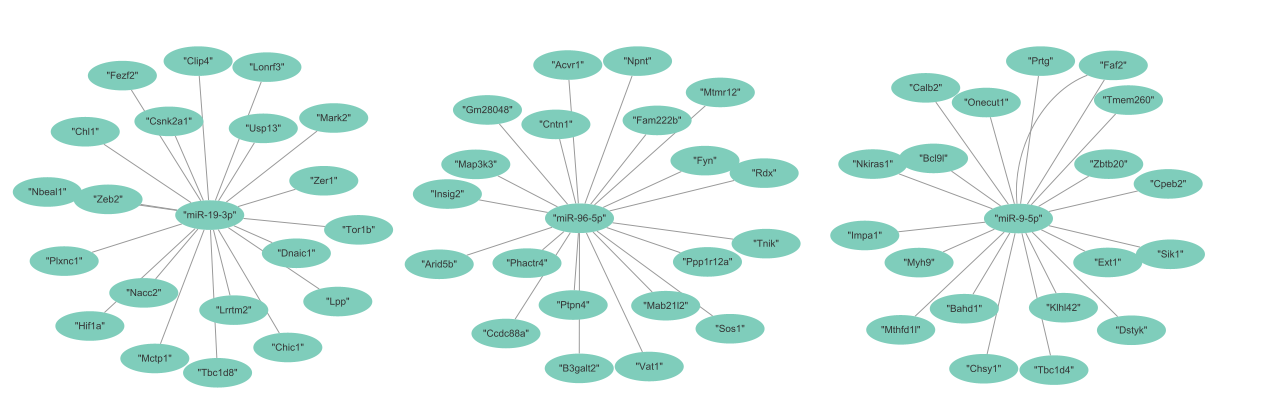 "Clip4"
"Lonrf3"
"Fezf2"
"Csnk2a1"
"Usp13"
"Mark2"
"Chl1"
"Zer1"
"Nbeal1"
"Zeb2"
"miR-19-3p"
"Tor1b"
"Dnaic1"
"Plxnc1"
"Nacc2"
"Lpp"
"Lrrtm2"
"Hif1a"
"Chic1"
"Mctp1"
"Tbc1d8"
"Acvr1"
"Npnt"
"Mtmr12"
"Gm28048"
"Cntn1"
"Fam222b"
"Map3k3"
"Fyn"
"Rdx"
"Insig2"
"miR-96-5p"
"Tnik"
"Arid5b"
"Phactr4"
"Ppp1r12a"
"Ptpn4"
"Mab21l2"
"Ccdc88a"
"Sos1"
"B3galt2"
"Vat1"
"Prtg"
"Faf2"
"Calb2"
"Onecut1"
"Tmem260"
"Nkiras1"
"Bcl9l"
"Zbtb20"
"Cpeb2"
"miR-9-5p"
"Impa1"
"Myh9"
"Ext1"
"Sik1"
"Bahd1"
"Klhl42"
"Mthfd1l"
"Dstyk"
"Chsy1"
"Tbc1d4"